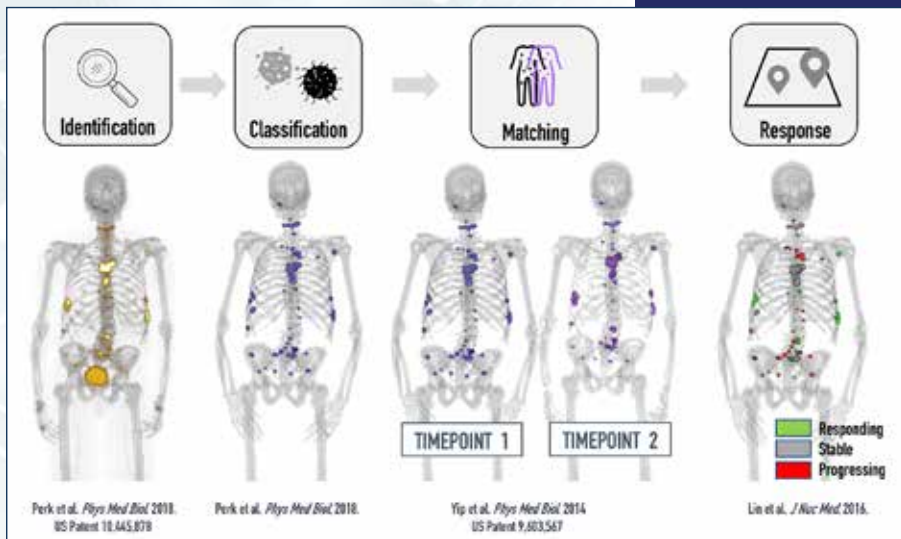 Identification
Classification
Matching
Response
TIMEPOINT 1
TIMEPOINT 2
Responding
Stable
Progressing
Perk et al. Phys Med Biol. 2018.
US Patent 10,445,878
Perk et al. Phys Med Biol. 2018.
Yip et al. Phys Med Biol. 2014
US Patent 9,603,567
Lin et al. J Nuc Med. 2016.